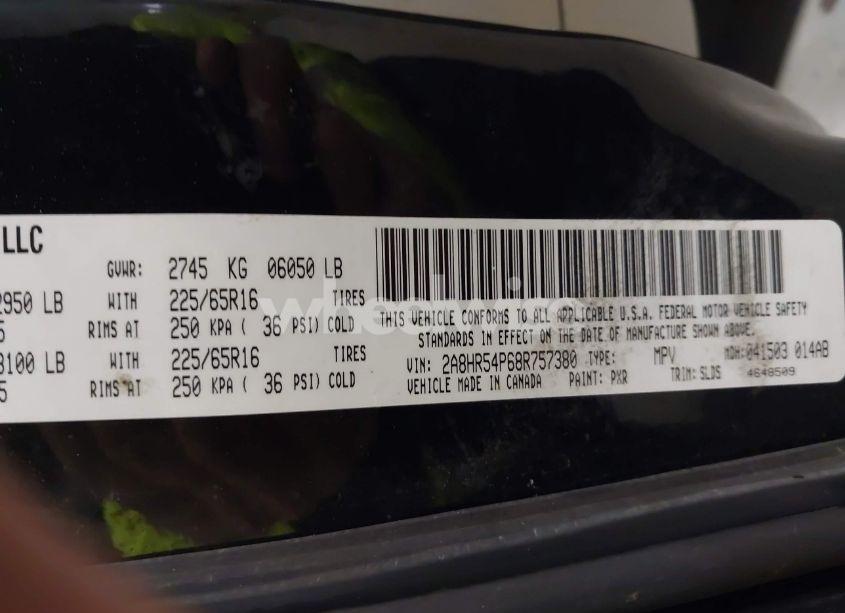 LLC
GVWR: 2745 KG 06050 LB
2950 LB WITH 225/65R16 TIRES
5 RIMS AT 250 KPA ( 36 PSI) COLD
3100 LB WITH 225/65R16 TIRES
5 RIMS AT 250 KPA ( 36 PSI) COLD
THIS VEHICLE CONFORMS TO ALL APPLICABLE U.S.A. FEDERAL MOTOR VEHICLE SAFETY
STANDARDS IN EFFECT ON THE DATE OF MANUFACTURE SHOWN ABOVE.
VIN: 2A8HR54P68R757380 TYPE: MPV MDH: 041503 014AB
VEHICLE MADE IN CANADA PAINT: PXR TRIM: SLDS 4648509